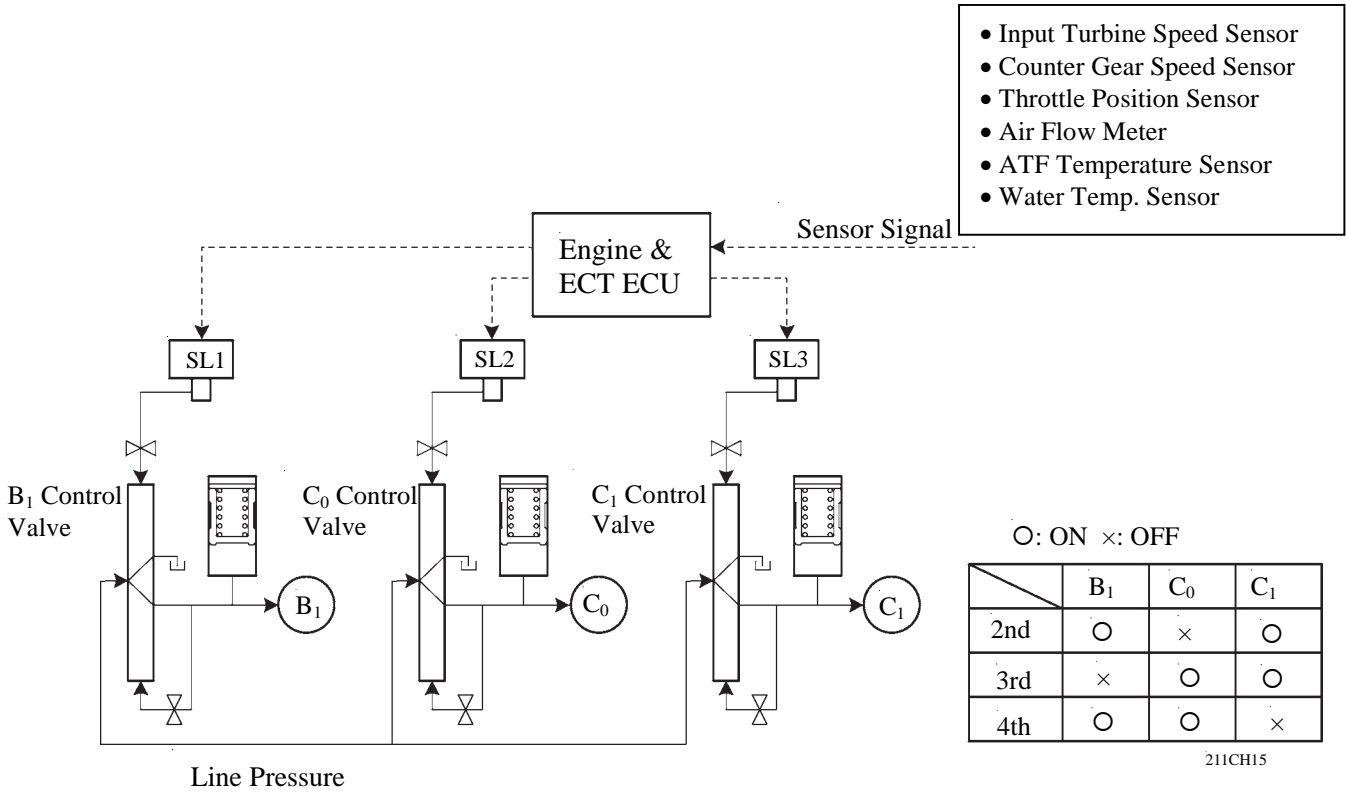 • Input Turbine Speed Sensor
• Counter Gear Speed Sensor
• Throttle Position Sensor
• Air Flow Meter
• ATF Temperature Sensor
• Water Temp. Sensor
Sensor Signal
Engine &
ECT ECU
SL1
SL2
SL3
B1 Control
Valve
C0 Control
Valve
C1 Control
Valve
B1
C0
C1
Line Pressure
○: ON ×: OFF
B1 C0 C1
2nd ○ × ○
3rd × ○ ○
4th ○ ○ ×
211CH15